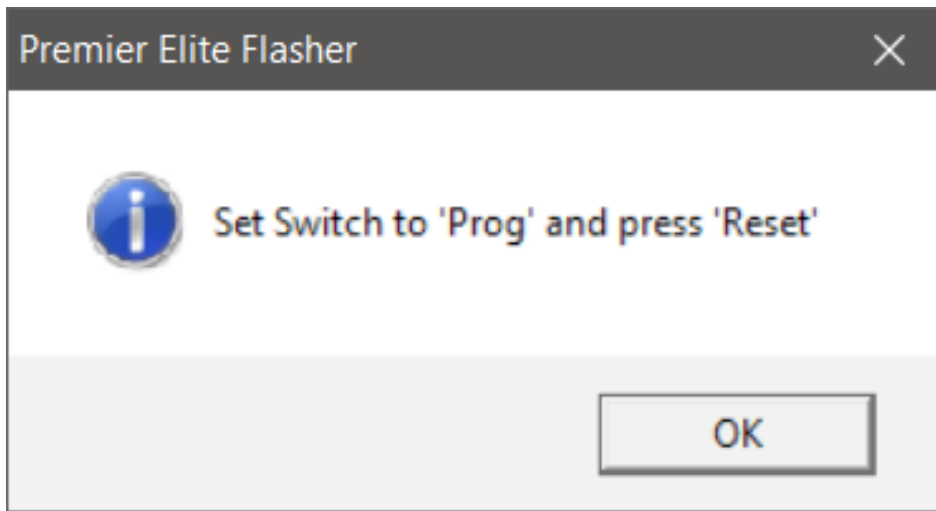 Premier Elite Flasher
Set Switch to 'Prog' and press 'Reset'
OK